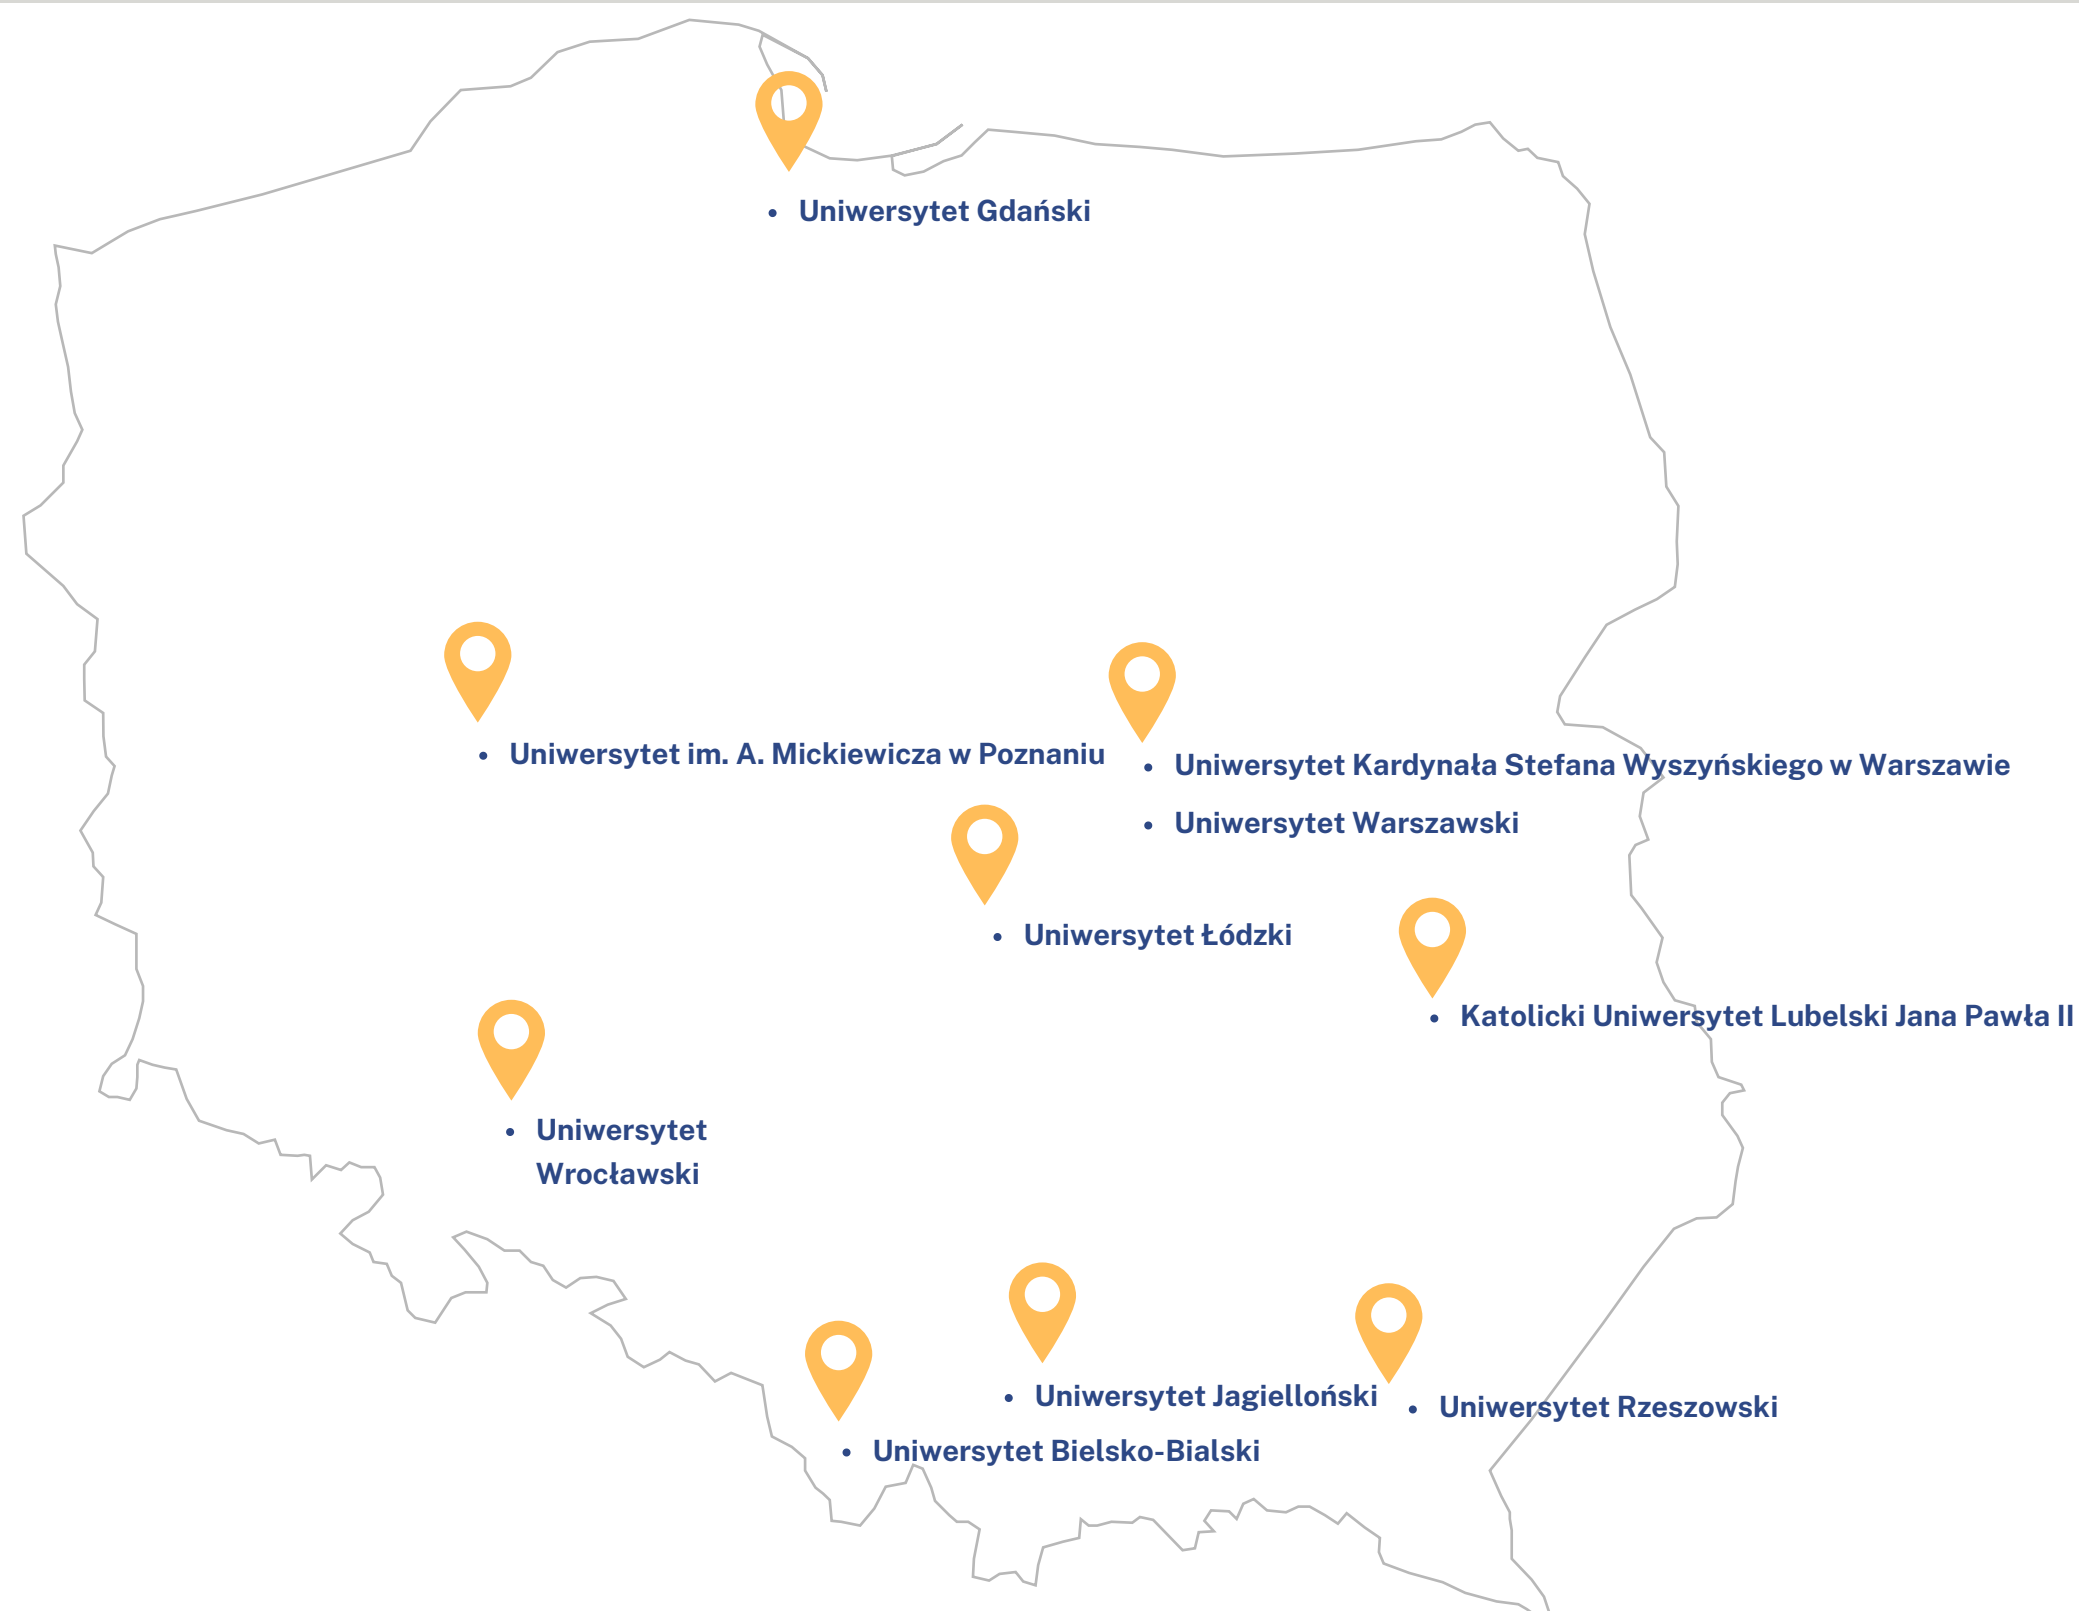 • Uniwersytet Gdański
• Uniwersytet im. A. Mickiewicza w Poznaniu
• Uniwersytet Kardynała Stefana Wyszyńskiego w Warszawie
• Uniwersytet Warszawski
• Uniwersytet Łódzki
• Katolicki Uniwersytet Lubelski Jana Pawła II
• Uniwersytet
Wrocławski
• Uniwersytet Jagielloński
• Uniwersytet Rzeszowski
• Uniwersytet Bielsko-Bialski